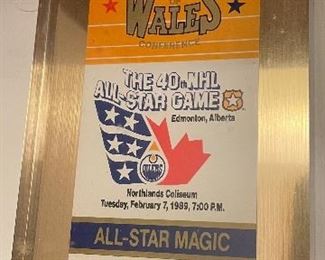 WALES
CONFERENCE
THE 40th NHL
ALL-STAR GAME
Edmonton, Alberta
OILERS
Northlands Coliseum
Tuesday, February 7, 1989, 7:00 P.M.
ALL-STAR MAGIC